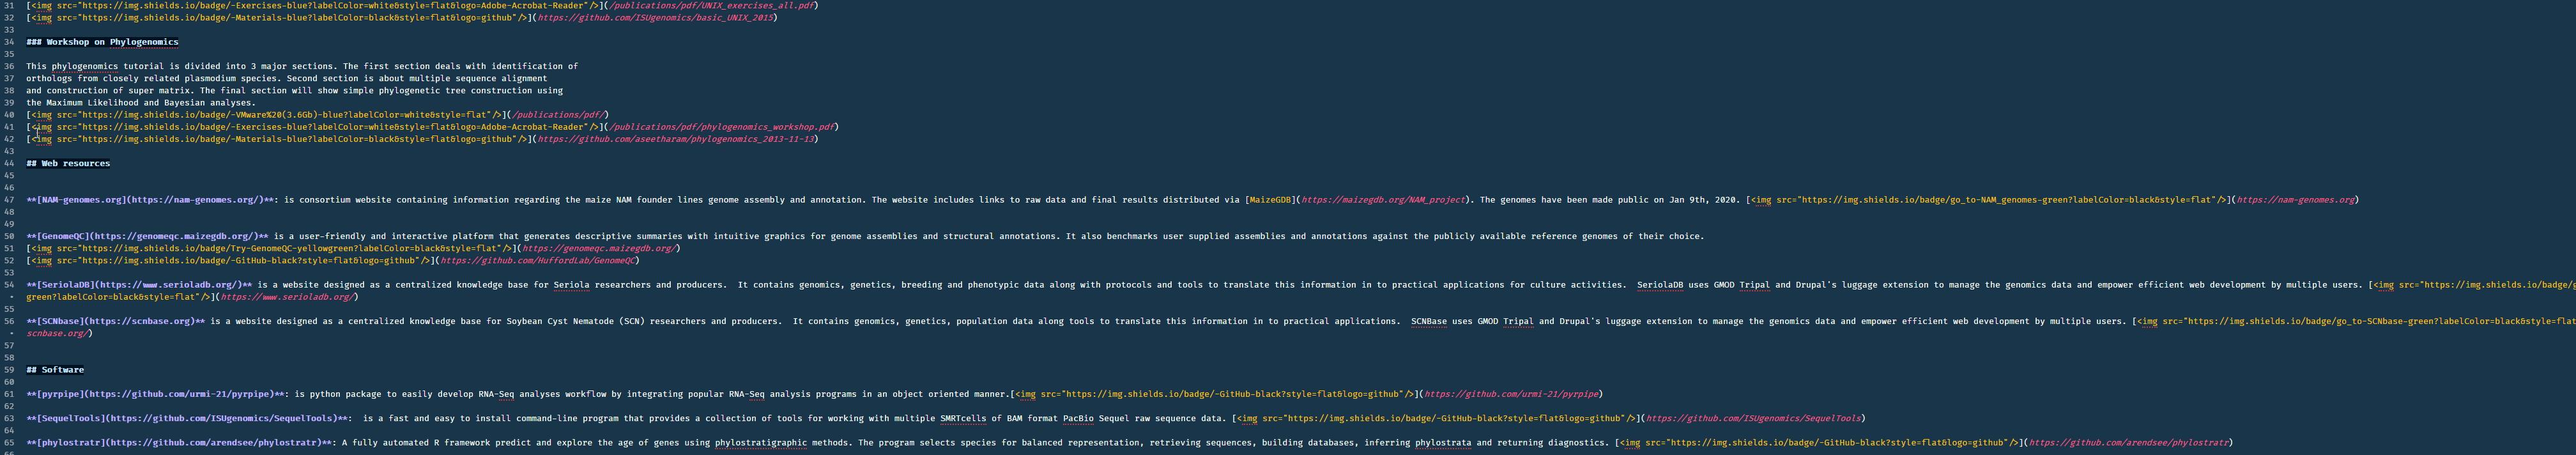 31 [<img src="https://img.shields.io/badge/-Exercises-blue?labelColor=white&style=flat&logo=Adobe-Acrobat-Reader"/>](/publications/pdf/UNIX_exercises_all.pdf)
32 [<img src="https://img.shields.io/badge/-Materials-blue?labelColor=black&style=flat&logo=github"/>](https://github.com/ISUgenomics/basic_UNIX_2015)
33
34 ### Workshop on Phylogenomics
35
36 This phylogenomics tutorial is divided into 3 major sections. The first section deals with identification of
37 orthologs from closely related plasmodium species. Second section is about multiple sequence alignment
38 and construction of super matrix. The final section will show simple phylogenetic tree construction using
39 the Maximum Likelihood and Bayesian analyses.
40 [<img src="https://img.shields.io/badge/-VMware%20(3.6Gb)-blue?labelColor=white&style=flat"/>](/publications/pdf/)
41 [<img src="https://img.shields.io/badge/-Exercises-blue?labelColor=white&style=flat&logo=Adobe-Acrobat-Reader"/>](/publications/pdf/phylogenomics_workshop.pdf)
42 [<img src="https://img.shields.io/badge/-Materials-blue?labelColor=black&style=flat&logo=github"/>](https://github.com/aseetharam/phylogenomics_2013-11-13)
43
44 ## Web resources
45
46
47 **[NAM-genomes.org](https://nam-genomes.org/)**: is consortium website containing information regarding the maize NAM founder lines genome assembly and annotation. The website includes links to raw data and final results distributed via [MaizeGDB](https://maizegdb.org/NAM_project). The genomes have been made public on Jan 9th, 2020. [<img src="https://img.shields.io/badge/go_to-NAM_genomes-green?labelColor=black&style=flat"/>](https://nam-genomes.org)
48
49
50 **[GenomeQC](https://genomeqc.maizegdb.org/)** is a user-friendly and interactive platform that generates descriptive summaries with intuitive graphics for genome assemblies and structural annotations. It also benchmarks user supplied assemblies and annotations against the publicly available reference genomes of their choice.
51 [<img src="https://img.shields.io/badge/Try-GenomeQC-yellowgreen?labelColor=black&style=flat"/>](https://genomeqc.maizegdb.org/)
52 [<img src="https://img.shields.io/badge/-GitHub-black?style=flat&logo=github"/>](https://github.com/HuffordLab/GenomeQC)
53
54 **[SeriolaDB](https://www.serioladb.org/)** is a website designed as a centralized knowledge base for Seriola researchers and producers.  It contains genomics, genetics, breeding and phenotypic data along with protocols and tools to translate this information in to practical applications for culture activities.  SeriolaDB uses GMOD Tripal and Drupal's luggage extension to manage the genomics data and empower efficient web development by multiple users. [<img src="https://img.shields.io/badge/g
• green?labelColor=black&style=flat"/>](https://www.serioladb.org/)
55
56 **[SCNbase](https://scnbase.org)** is a website designed as a centralized knowledge base for Soybean Cyst Nematode (SCN) researchers and producers.  It contains genomics, genetics, population data along tools to translate this information in to practical applications.  SCNBase uses GMOD Tripal and Drupal's luggage extension to manage the genomics data and empower efficient web development by multiple users. [<img src="https://img.shields.io/badge/go_to-SCNbase-green?labelColor=black&style=flat
• scnbase.org/)
57
58
59 ## Software
60
61 **[pyrpipe](https://github.com/urmi-21/pyrpipe)**: is python package to easily develop RNA-Seq analyses workflow by integrating popular RNA-Seq analysis programs in an object oriented manner.[<img src="https://img.shields.io/badge/-GitHub-black?style=flat&logo=github"/>](https://github.com/urmi-21/pyrpipe)
62
63 **[SequelTools](https://github.com/ISUgenomics/SequelTools)**:  is a fast and easy to install command-line program that provides a collection of tools for working with multiple SMRTcells of BAM format PacBio Sequel raw sequence data. [<img src="https://img.shields.io/badge/-GitHub-black?style=flat&logo=github"/>](https://github.com/ISUgenomics/SequelTools)
64
65 **[phylostratr](https://github.com/arendsee/phylostratr)**: A fully automated R framework predict and explore the age of genes using phylostratigraphic methods. The program selects species for balanced representation, retrieving sequences, building databases, inferring phylostrata and returning diagnostics. [<img src="https://img.shields.io/badge/-GitHub-black?style=flat&logo=github"/>](https://github.com/arendsee/phylostratr)
66